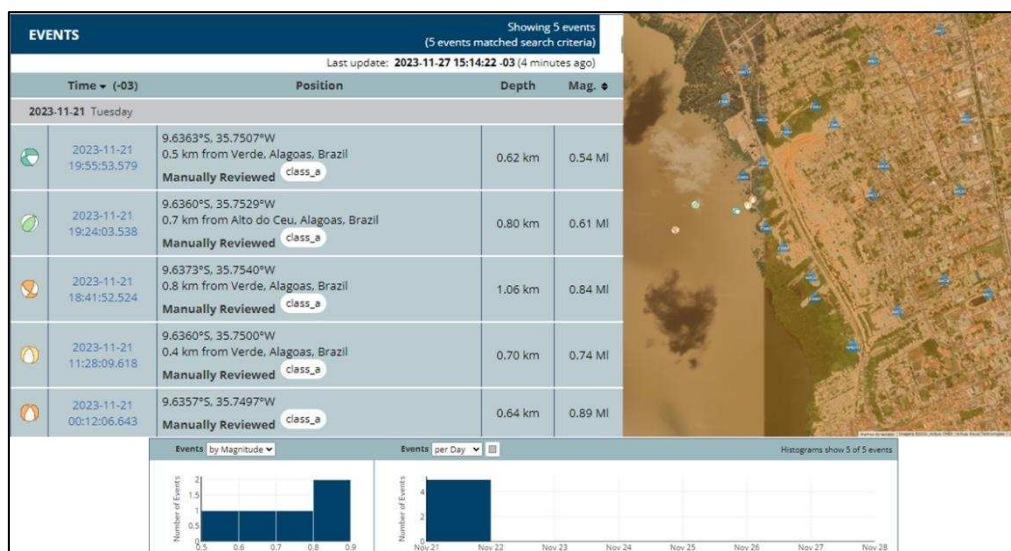 EVENTS
Showing 5 events
(5 events matched search criteria)
Last update: 2023-11-27 15:14:22 -03 (4 minutes ago)
Time (-03) Position Depth Mag.
2023-11-21 Tuesday
2023-11-21
19:55:53.579
9.6363°S, 35.7507°W
0.5 km from Verde, Alagoas, Brazil
Manually Reviewed class_a
0.62 km
0.54 Ml
2023-11-21
19:24:03.538
9.6360°S, 35.7529°W
0.7 km from Alto do Ceu, Alagoas, Brazil
Manually Reviewed class_a
0.80 km
0.61 Ml
2023-11-21
18:41:52.524
9.6373°S, 35.7540°W
0.8 km from Verde, Alagoas, Brazil
Manually Reviewed class_a
1.06 km
0.84 Ml
2023-11-21
11:28:09.618
9.6360°S, 35.7500°W
0.4 km from Verde, Alagoas, Brazil
Manually Reviewed class_a
0.70 km
0.74 Ml
2023-11-21
00:12:06.643
9.6357°S, 35.7497°W
Manually Reviewed class_a
0.64 km
0.89 Ml
Events by Magnitude
Events per Day
Histograms show 5 of 5 events
Number of Events
2
1.5
1
0.5
0
0.5 0.6 0.7 0.8 0.9
Number of Events
4
2
0
Nov 21 Nov 22 Nov 23 Nov 24 Nov 25 Nov 26 Nov 27 Nov 28